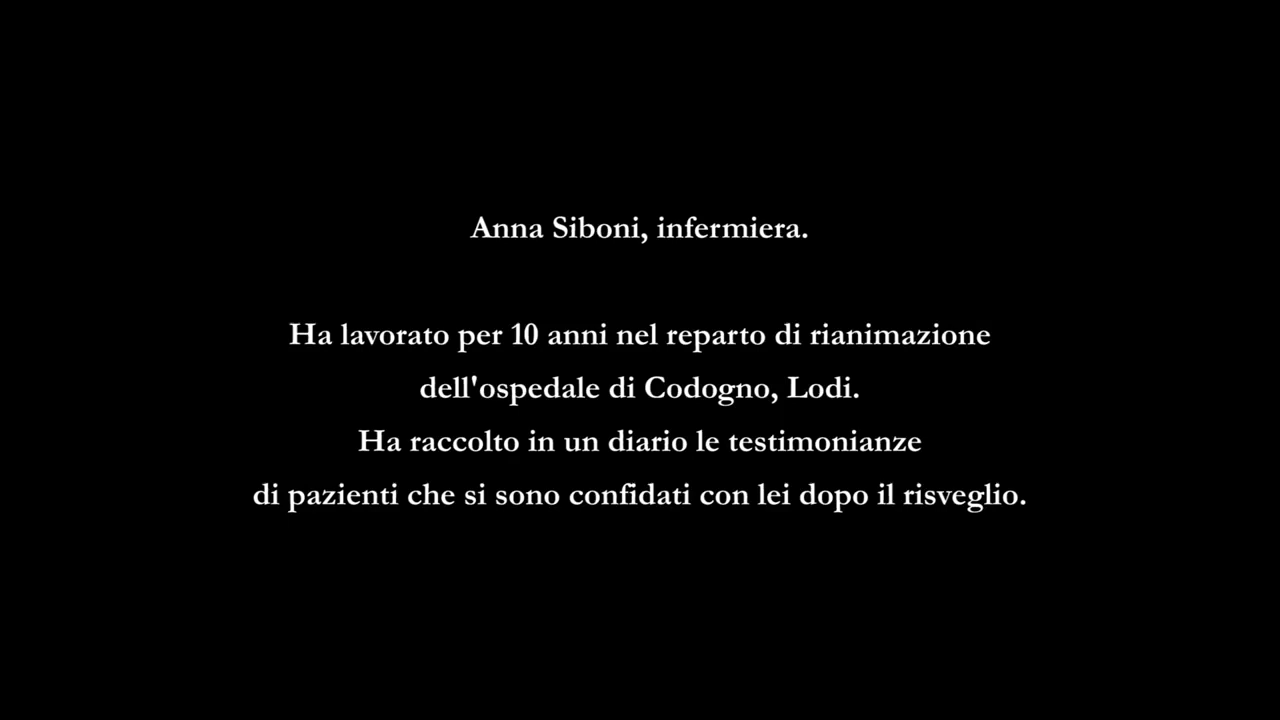 Anna Siboni, infermiera.
Ha lavorato per 10 anni nel reparto di rianimazione
dell'ospedale di Codogno, Lodi.
Ha raccolto in un diario le testimonianze
di pazienti che si sono confidati con lei dopo il risveglio.